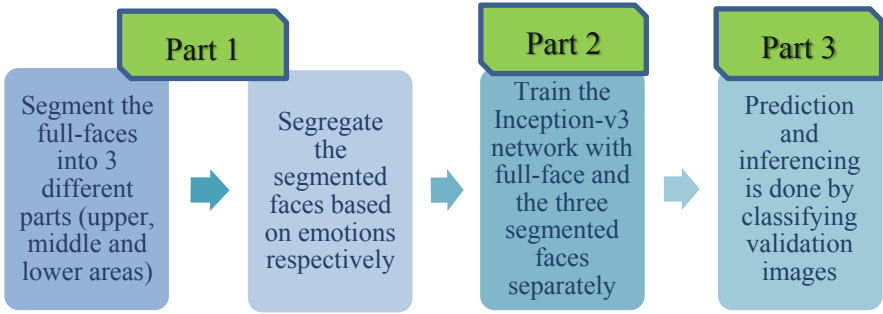 Part 1
Segment the
full-faces
into 3
different
parts (upper,
middle and
lower areas)
Segregate
the
segmented
faces based
on emotions
respectively
Part 2
Train the
Inception-v3
network with
full-face and
the three
segmented
faces
separately
Part 3
Prediction
and
inferencing
is done by
classifying
validation
images